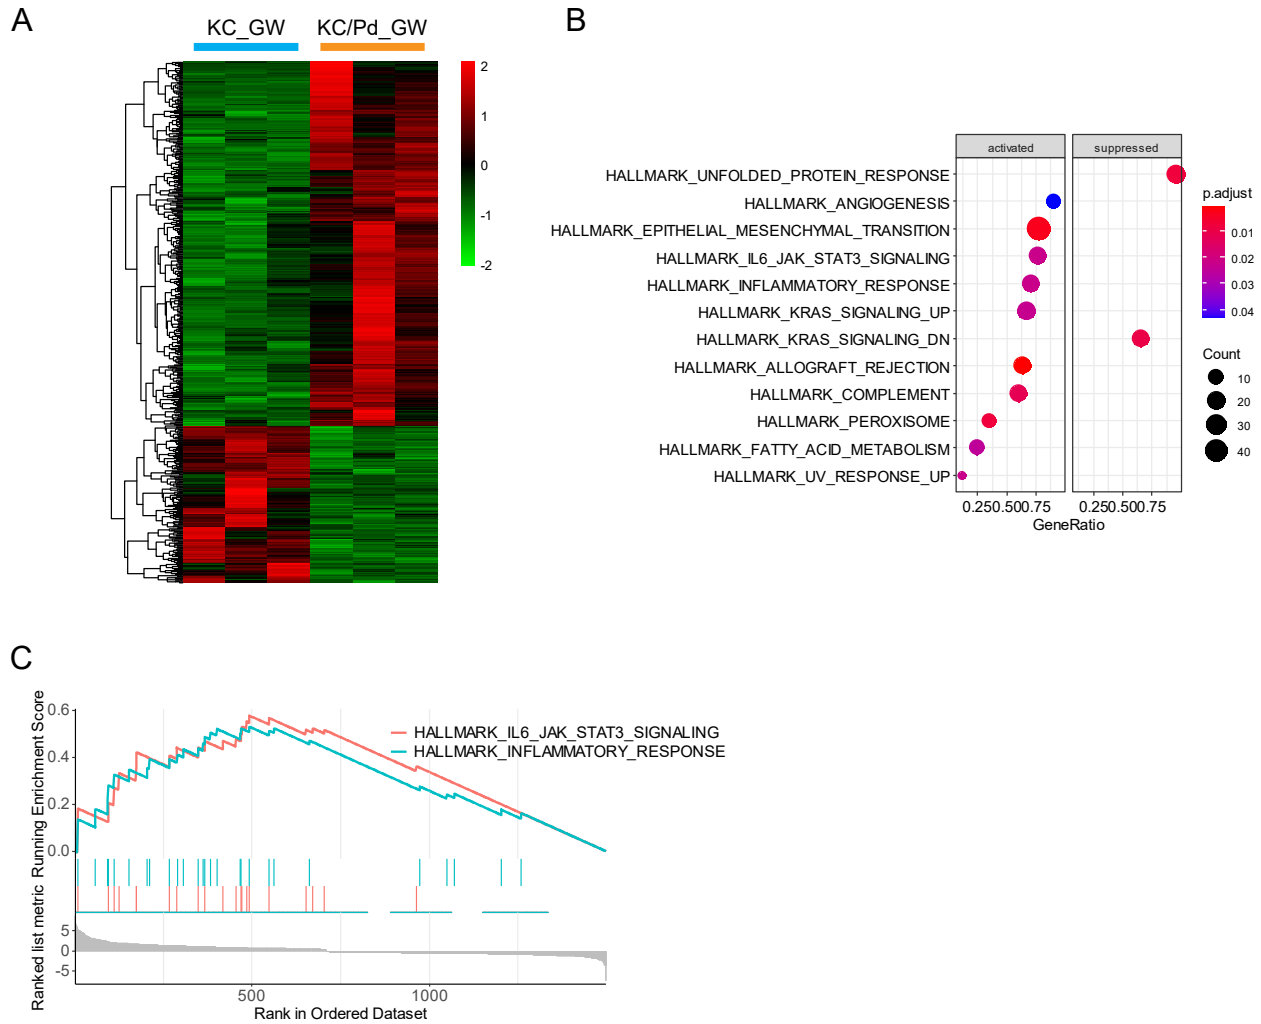 A
KC_GW
KC/Pd_GW
2
1
0
-1
-2
B
activated
suppressed
HALLMARK_UNFOLDED_PROTEIN_RESPONSE
HALLMARK_ANGIOGENESIS
HALLMARK_EPITHELIAL_MESENCHYMAL_TRANSITION
HALLMARK_IL6_JAK_STAT3_SIGNALING
HALLMARK_INFLAMMATORY_RESPONSE
HALLMARK_KRAS_SIGNALING_UP
HALLMARK_KRAS_SIGNALING_DN
HALLMARK_ALLOGRAFT_REJECTION
HALLMARK_COMPLEMENT
HALLMARK_PEROXISOME
HALLMARK_FATTY_ACID_METABOLISM
HALLMARK_UV_RESPONSE_UP
0.250.500.75
0.250.500.75
GeneRatio
p.adjust
0.01
0.02
0.03
0.04
Count
10
20
30
40
C
Running Enrichment Score
0.6
0.4
0.2
0.0
HALLMARK_IL6_JAK_STAT3_SIGNALING
HALLMARK_INFLAMMATORY_RESPONSE
Ranked list metric
5
0
-5
500
1000
Rank in Ordered Dataset